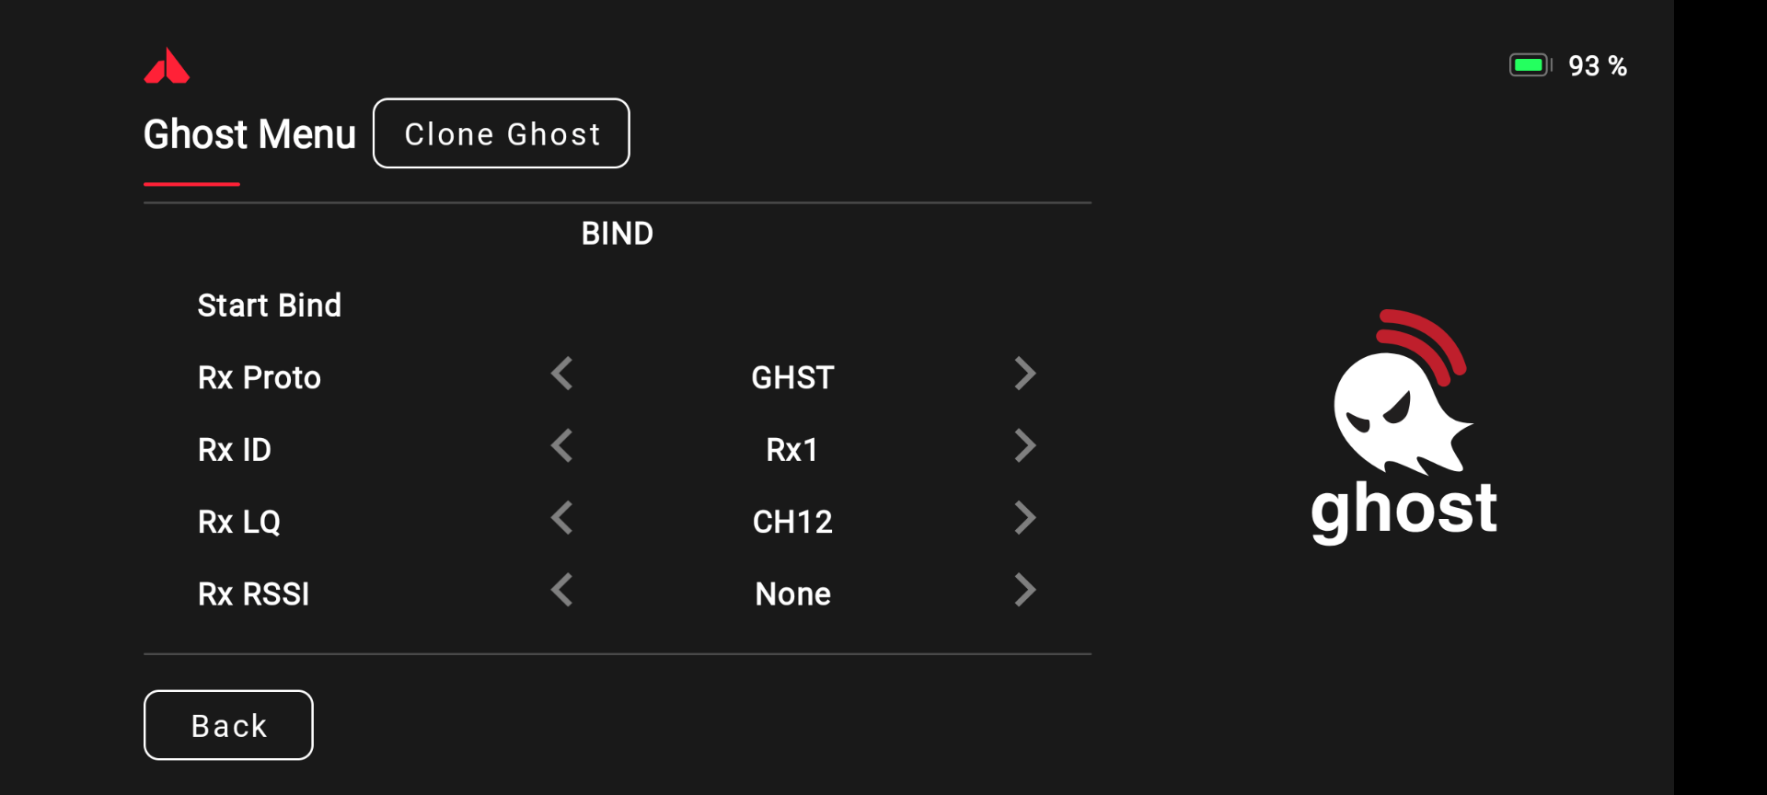 93 %
Ghost Menu
Clone Ghost
BIND
Start Bind
Rx Proto GHST
Rx ID Rx1
Rx LQ CH12
Rx RSSI None
ghost
Back